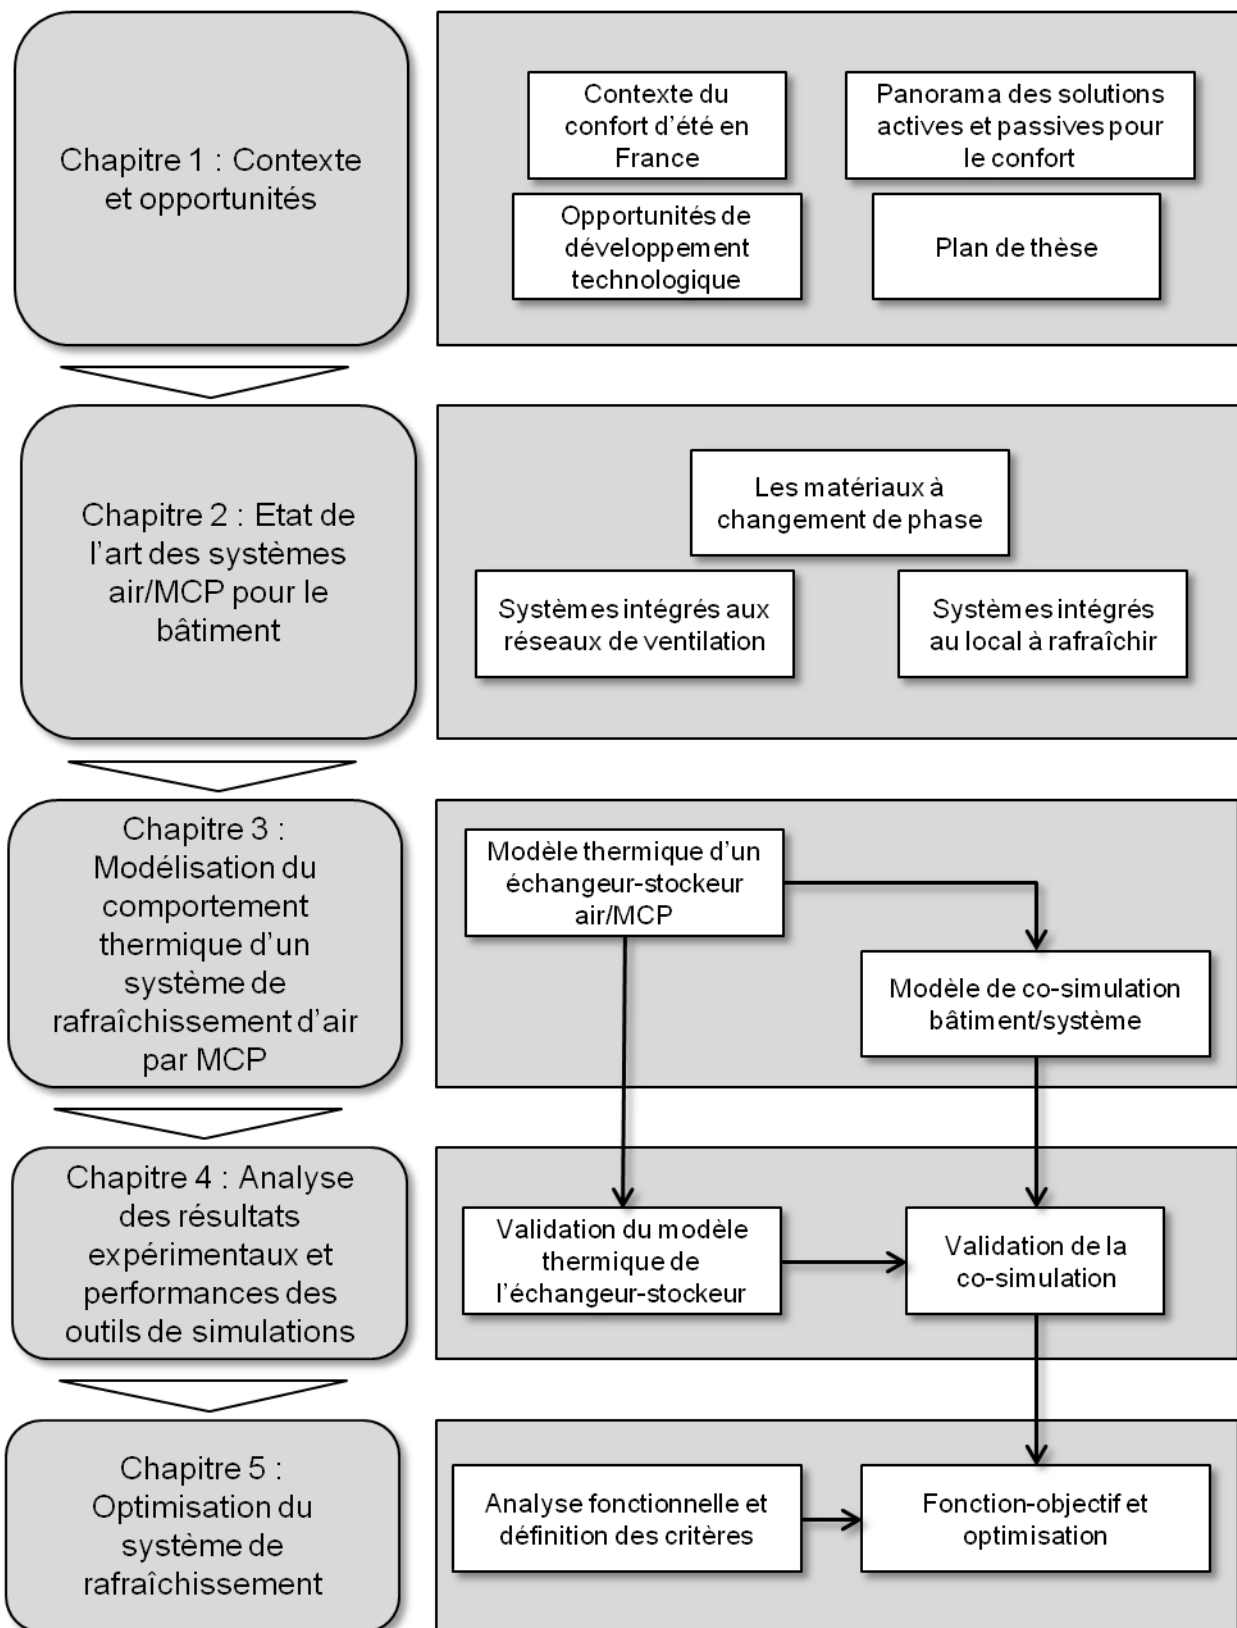 Chapitre 1 : Contexte
et opportunités
Contexte du
confort d'été en
France
Panorama des solutions
actives et passives pour
le confort
Opportunités de
développement
technologique
Plan de thèse
Chapitre 2 : Etat de
l'art des systèmes
air/MCP pour le
bâtiment
Les matériaux à
changement de phase
Systèmes intégrés aux
réseaux de ventilation
Systèmes intégrés
au local à rafraîchir
Chapitre 3 :
Modélisation du
comportement
thermique d'un
système de
rafraîchissement d'air
par MCP
Modèle thermique d'un
échangeur-stockeur
air/MCP
Modèle de co-simulation
bâtiment/système
Chapitre 4 : Analyse
des résultats
expérimentaux et
performances des
outils de simulations
Validation du modèle
thermique de
l'échangeur-stockeur
Validation de la
co-simulation
Chapitre 5 :
Optimisation du
système de
rafraîchissement
Analyse fonctionnelle et
définition des critères
Fonction-objectif et
optimisation